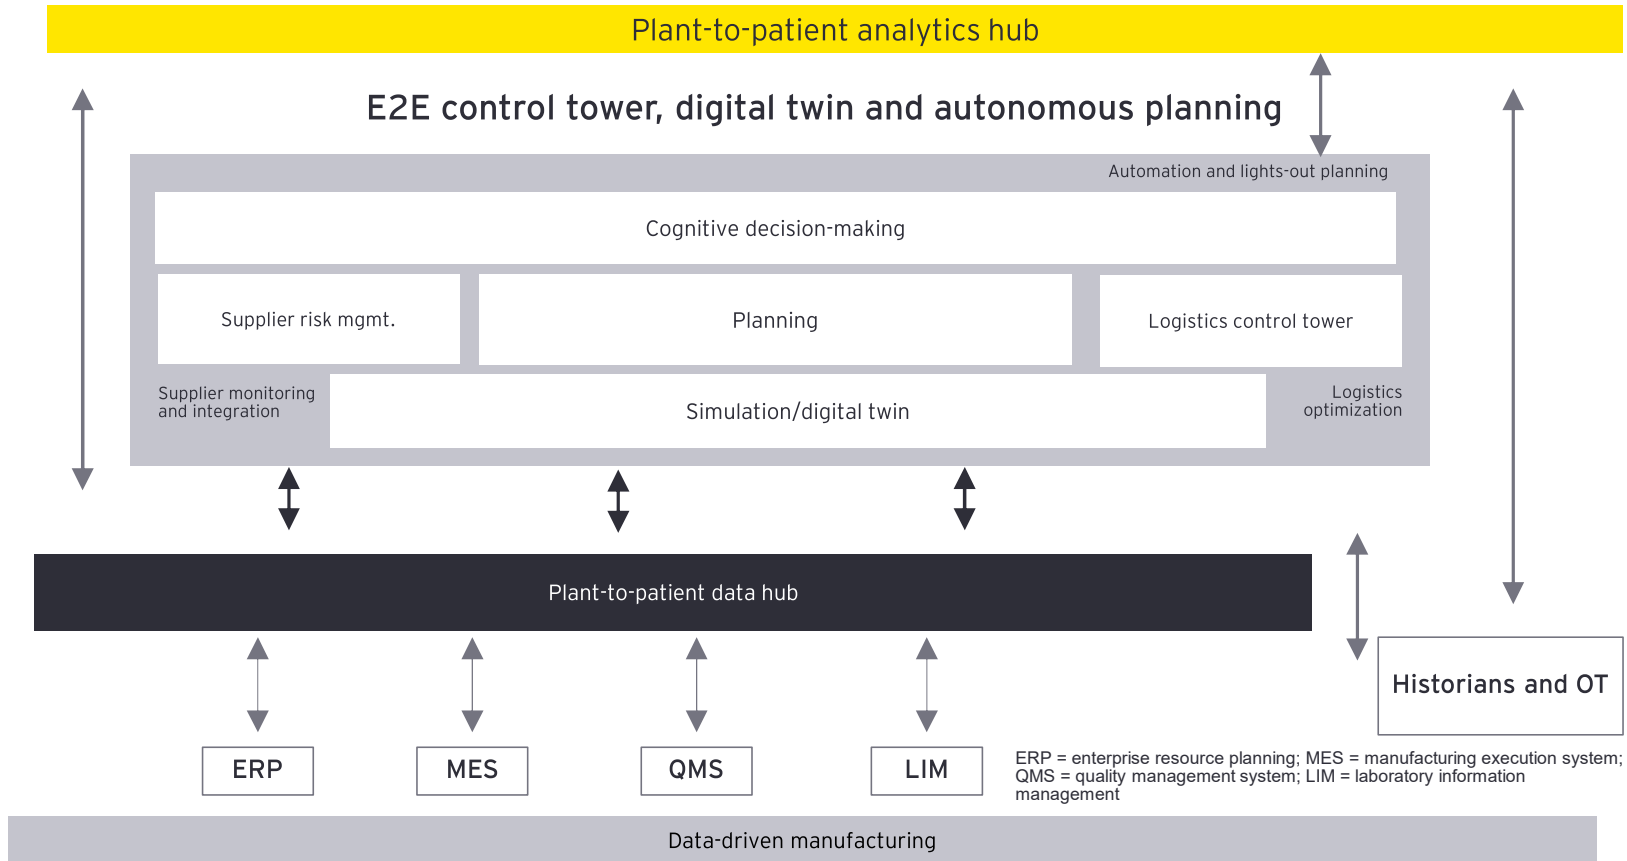 Plant-to-patient analytics hub
E2E control tower, digital twin and autonomous planning
Automation and lights-out planning
Cognitive decision-making
Supplier risk mgmt.
Planning
Logistics control tower
Supplier monitoring
and integration
Simulation/digital twin
Logistics
optimization
Plant-to-patient data hub
Historians and OT
ERP
MES
QMS
LIM
ERP = enterprise resource planning; MES = manufacturing execution system;
QMS = quality management system; LIM = laboratory information
management
Data-driven manufacturing